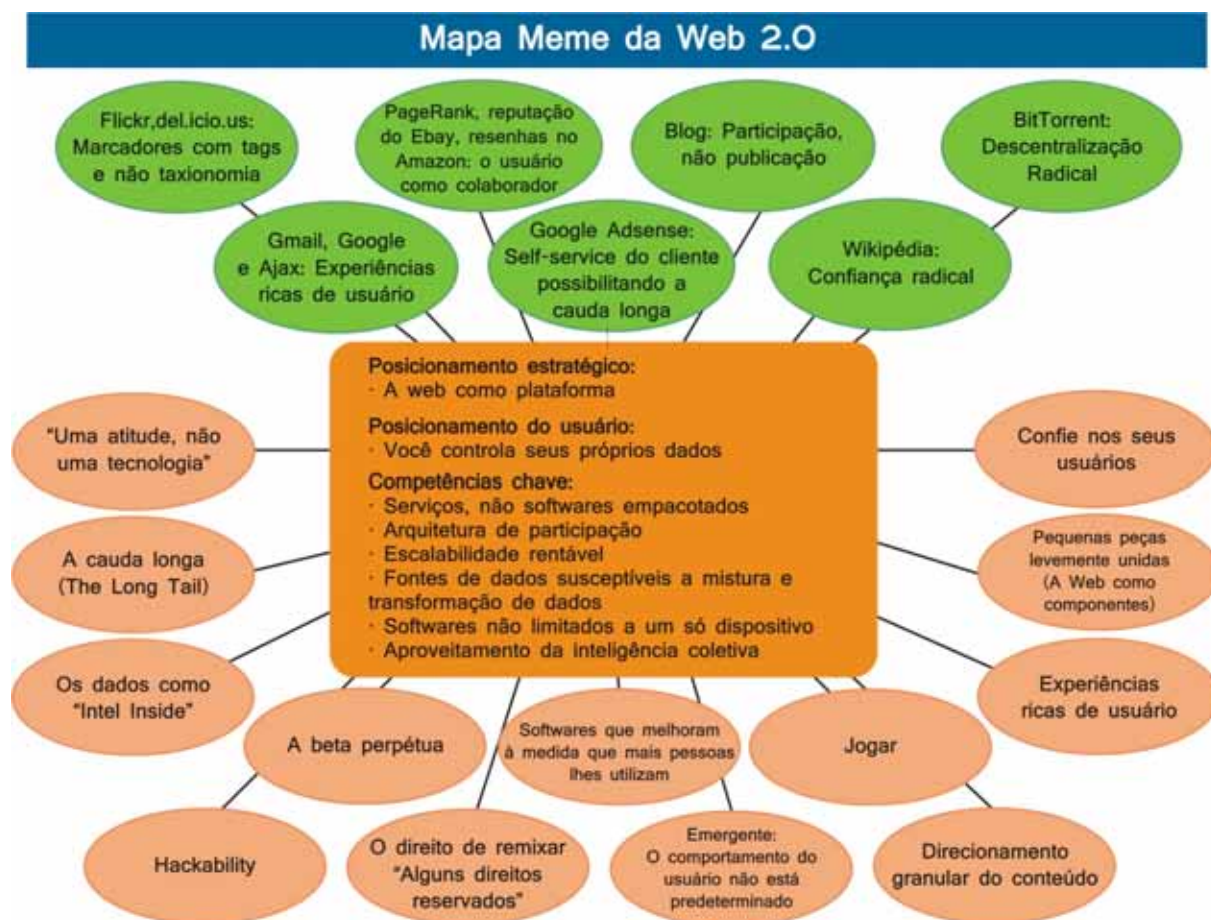 Mapa Meme da Web 2.0
Flickr,del.icio.us:
Marcadores com tags
e não taxionomia
PageRank, reputação
do Ebay, resenhas no
Amazon: o usuário
como colaborador
Blog: Participação,
não publicação
BitTorrent:
Descentralização
Radical
Gmail, Google
e Ajax: Experiências
ricas de usuário
Google Adsense:
Self-service do cliente
possibilitando a
cauda longa
Wikipédia:
Confiança radical
Posicionamento estratégico:
· A web como plataforma
Posicionamento do usuário:
· Você controla seus próprios dados
Competências chave:
· Serviços, não softwares empacotados
· Arquitetura de participação
· Escalabilidade rentável
· Fontes de dados susceptíveis a mistura e
transformação de dados
· Softwares não limitados a um só dispositivo
· Aproveitamento da inteligência coletiva
"Uma atitude, não
uma tecnologia"
Confie nos seus
usuários
A cauda longa
(The Long Tail)
Pequenas peças
levemente unidas
(A Web como
componentes)
Os dados como
"Intel Inside"
Experiências
ricas de usuário
A beta perpétua
Softwares que melhoram
à medida que mais pessoas
lhes utilizam
Jogar
Hackability
O direito de remixar
"Alguns direitos
reservados"
Emergente:
O comportamento do
usuário não está
predeterminado
Direcionamento
granular do conteúdo